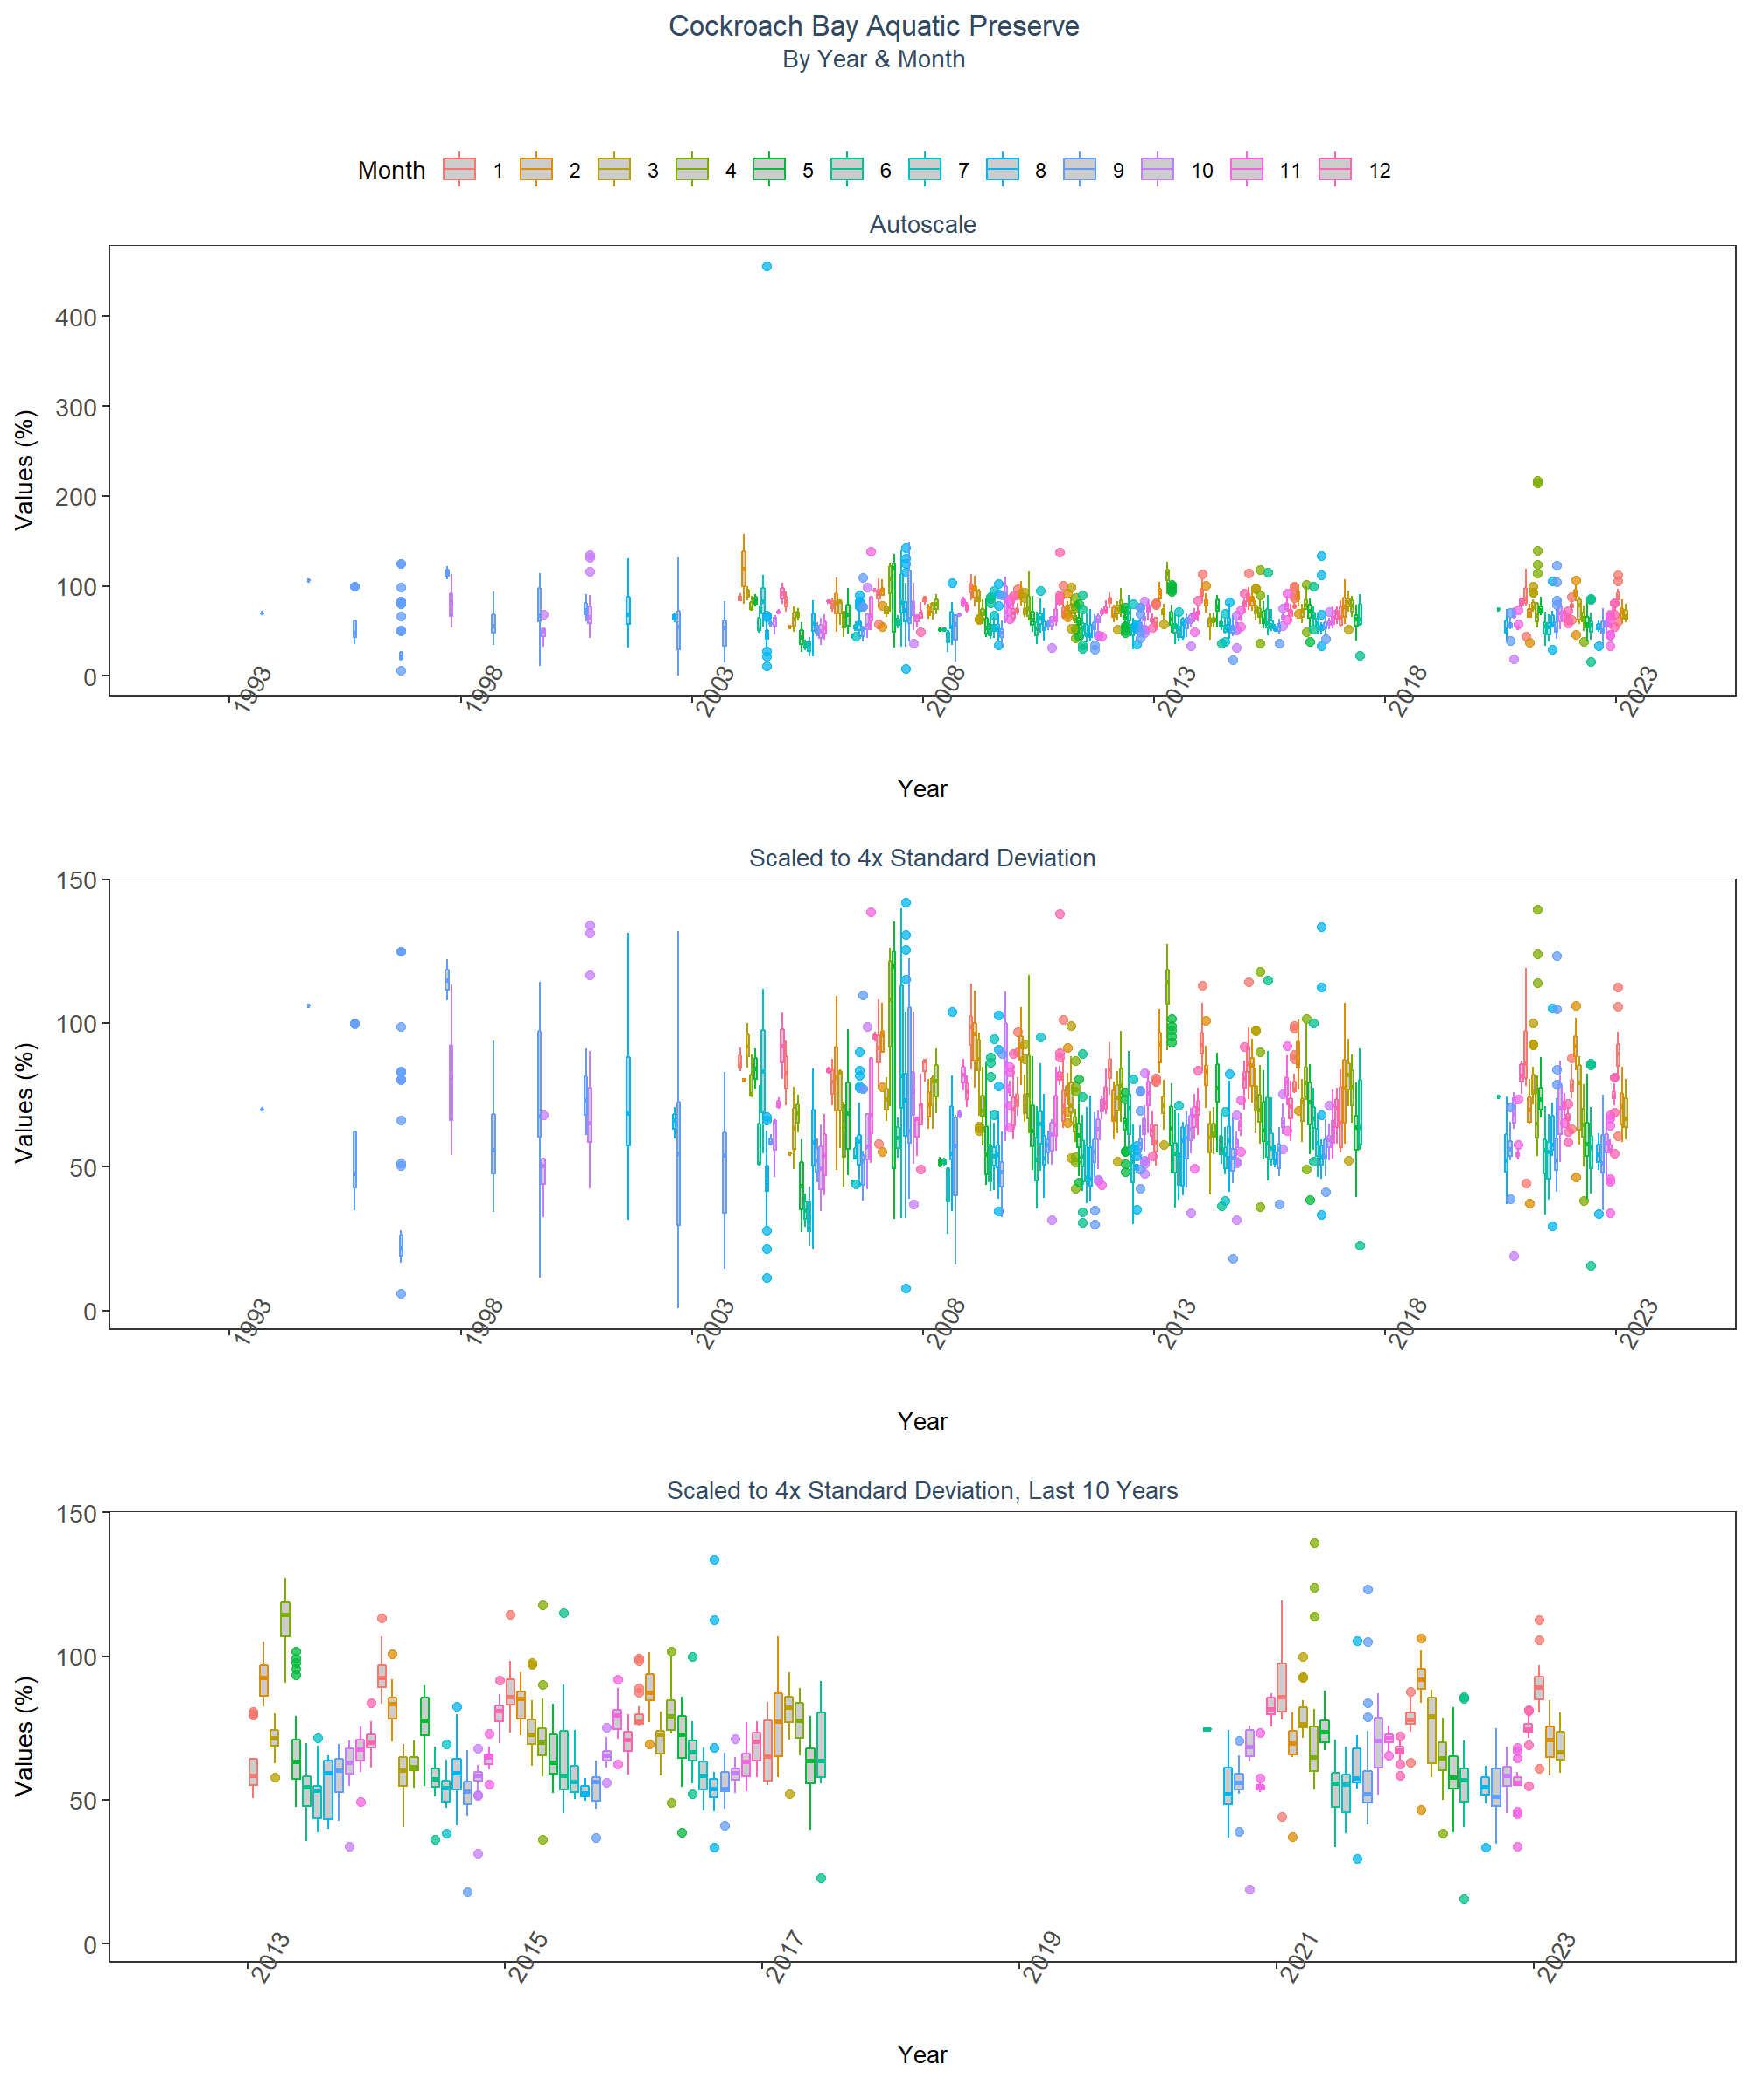 Cockroach Bay Aquatic Preserve
By Year & Month
Month 1 2 3 4 5 6 7 8 9 10 11 12
Autoscale
Values (%)
400
300
200
100
0
1993 1998 2003 2008 2013 2018 2023
Year
Scaled to 4x Standard Deviation
Values (%)
150
100
50
0
1993 1998 2003 2008 2013 2018 2023
Year
Scaled to 4x Standard Deviation, Last 10 Years
Values (%)
150
100
50
0
2013 2015 2017 2019 2021 2023
Year